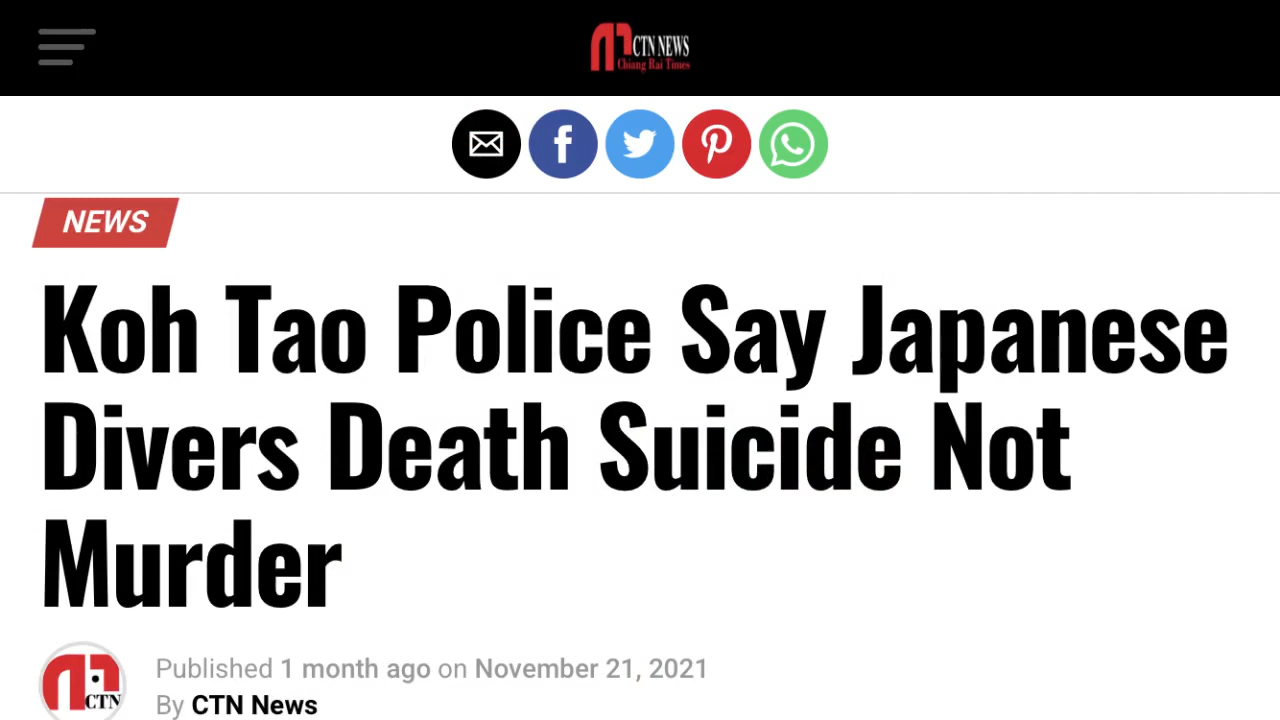 CTN NEWS
Chiang Rai Times
NEWS
Koh Tao Police Say Japanese
Divers Death Suicide Not
Murder
Published 1 month ago on November 21, 2021
By CTN News
CTN